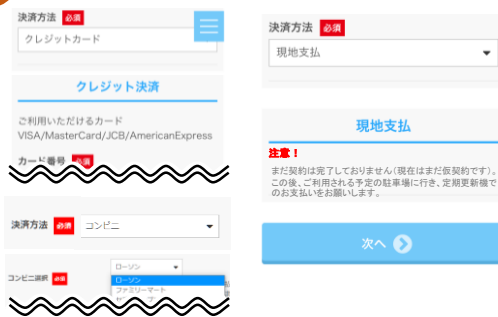 決済方法 必須
クレジットカード
クレジット決済
ご利用いただけるカード
VISA/MasterCard/JCB/AmericanExpress
カード番号 必須
決済方法 必須 コンビニ
コンビニ選択 必須
ローソン
ローソン
ファミリーマート
決済方法 必須
現地支払
現地支払
注意！
まだ契約は完了しておりません(現在はまだ仮契約です)。
この後、ご利用される予定の駐車場に行き、定期更新機で
のお支払いをお願いします。
次へ